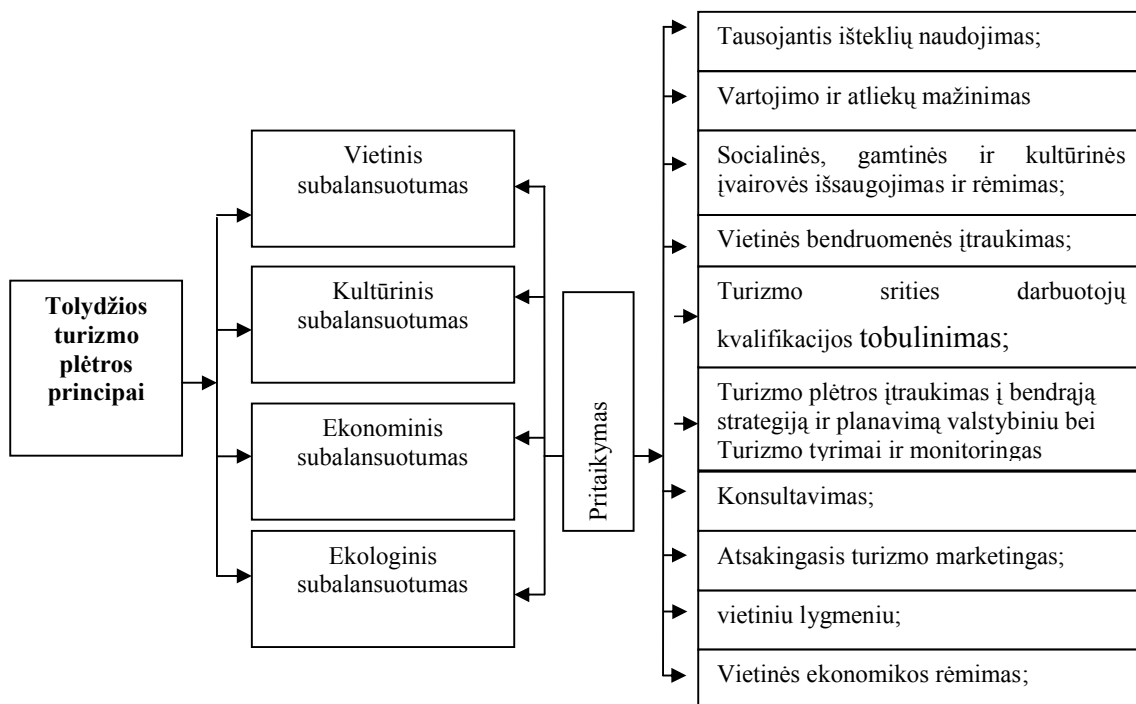 Tolydžios
turizmo
plėtros
principai
Vietinis
subalansuotumas
Kultūrinis
subalansuotumas
Ekonominis
subalansuotumas
Ekologinis
subalansuotumas
Pritaikymas
Tausojantis išteklių naudojimas;
Vartojimo ir atliekų mažinimas
Socialinės, gamtinės ir kultūrinės
įvairovės išsaugojimas ir rėmimas;
Vietinės bendruomenės įtraukimas;
Turizmo srities darbuotojų
kvalifikacijos tobulinimas;
Turizmo plėtros įtraukimas į bendrąją
strategiją ir planavimą valstybiniu bei
Turizmo tyrimai ir monitoringas
Konsultavimas;
Atsakingasis turizmo marketingas;
vietiniu lygmeniu;
Vietinės ekonomikos rėmimas;